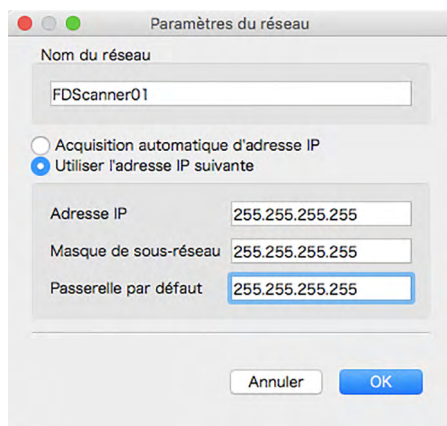 Paramètres du réseau
Nom du réseau
FDScanner01
Acquisition automatique d'adresse IP
Utiliser l'adresse IP suivante
Adresse IP 255.255.255.255
Masque de sous-réseau 255.255.255.255
Passerelle par défaut 255.255.255.255
Annuler OK